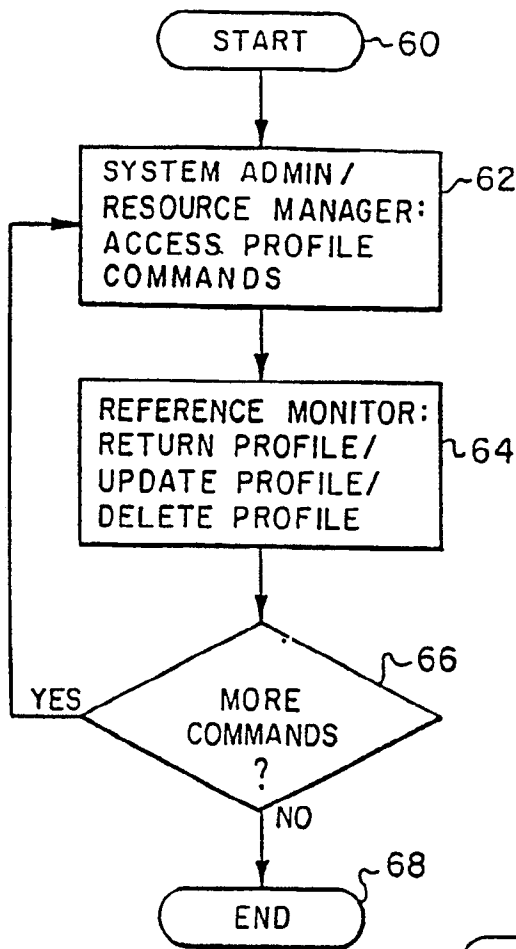 START
60
SYSTEM ADMIN/
RESOURCE MANAGER:
ACCESS PROFILE
COMMANDS
62
REFERENCE MONITOR:
RETURN PROFILE/
UPDATE PROFILE/
DELETE PROFILE
64
66
YES
MORE
COMMANDS
?
NO
68
END